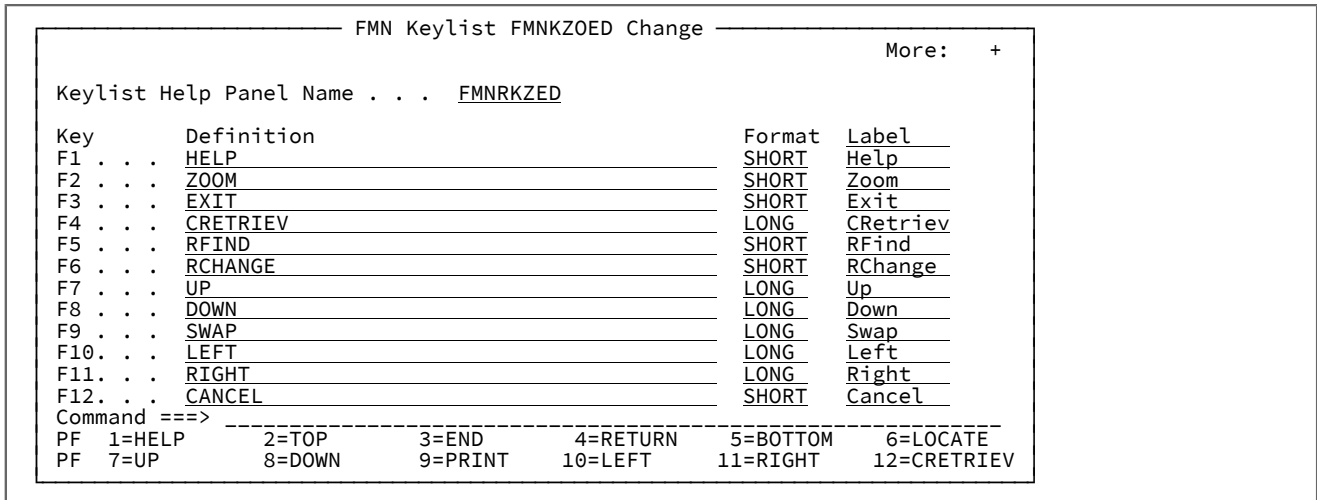 FMN Keylist FMNKZOED Change
More:   +
Keylist Help Panel Name . . .  FMNRKZED
Key       Definition                                 Format  Label
F1 . . .  HELP                                       SHORT   Help
F2 . . .  ZOOM                                       SHORT   Zoom
F3 . . .  EXIT                                       SHORT   Exit
F4 . . .  CRETRIEV                                   LONG    CRetriev
F5 . . .  RFIND                                      SHORT   RFind
F6 . . .  RCHANGE                                    SHORT   RChange
F7 . . .  UP                                         LONG    Up
F8 . . .  DOWN                                       LONG    Down
F9 . . .  SWAP                                       LONG    Swap
F10. . .  LEFT                                       LONG    Left
F11. . .  RIGHT                                      LONG    Right
F12. . .  CANCEL                                     SHORT   Cancel
Command ===>
PF  1=HELP      2=TOP       3=END       4=RETURN    5=BOTTOM    6=LOCATE
PF  7=UP       8=DOWN      9=PRINT  10=LEFT       11=RIGHT     12=CRETRIEV